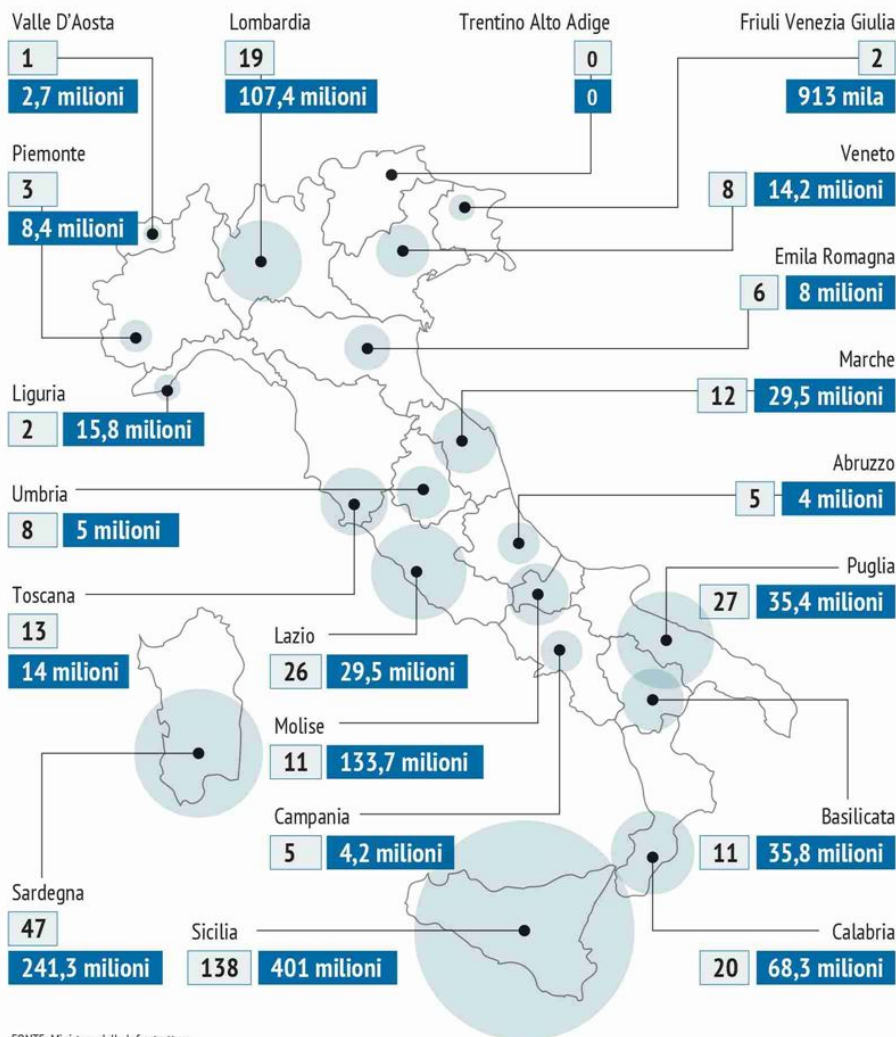 Valle D'Aosta
1
2,7 milioni
Lombardia
19
107,4 milioni
Trentino Alto Adige
0
0
Friuli Venezia Giulia
2
913 mila
Piemonte
3
8,4 milioni
Veneto
8 14,2 milioni
Emila Romagna
6 8 milioni
Marche
12 29,5 milioni
Liguria
2 15,8 milioni
Abruzzo
5 4 milioni
Umbria
8 5 milioni
Puglia
27 35,4 milioni
Toscana
13
14 milioni
Lazio
26 29,5 milioni
Molise
11 133,7 milioni
Campania
5 4,2 milioni
Basilicata
11 35,8 milioni
Sardegna
47
241,3 milioni
Sicilia
138 401 milioni
Calabria
20 68,3 milioni
FONTE: